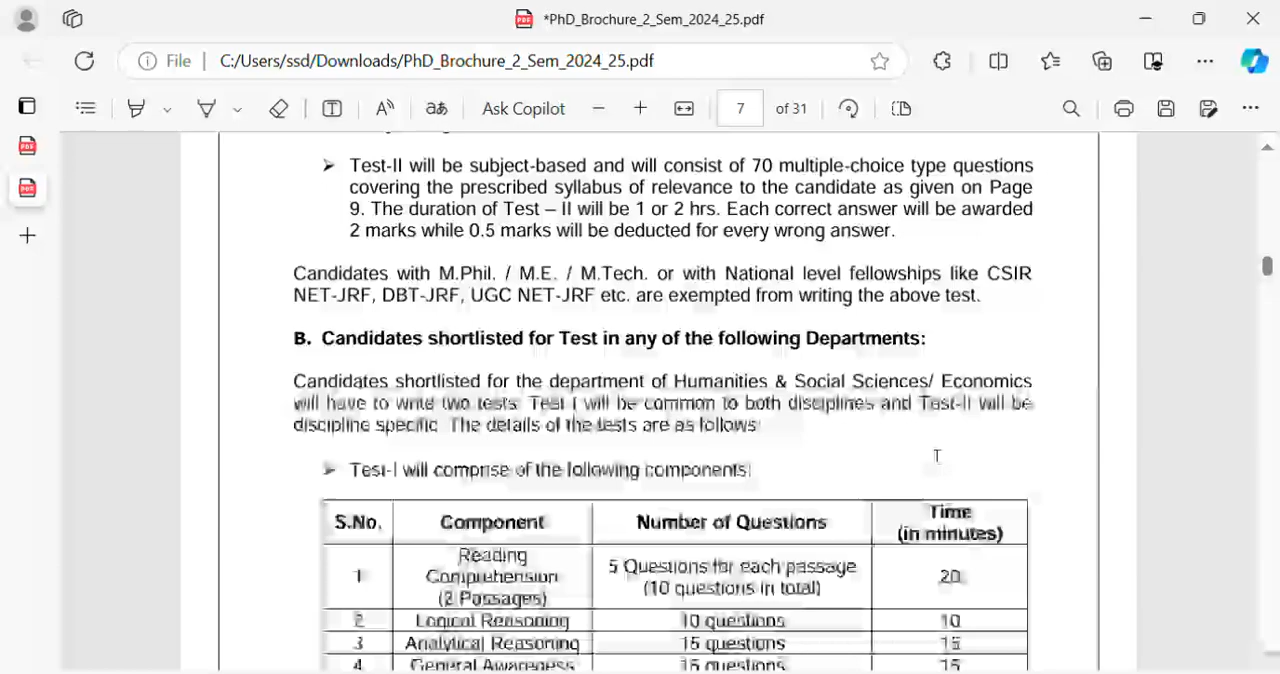 *PhD_Brochure_2_Sem_2024_25.pdf
File | C:/Users/ssd/Downloads/PhD_Brochure_2_Sem_2024_25.pdf
Ask Copilot 7 of 31
➢ Test-II will be subject-based and will consist of 70 multiple-choice type questions
covering the prescribed syllabus of relevance to the candidate as given on Page
9. The duration of Test – II will be 1 or 2 hrs. Each correct answer will be awarded
2 marks while 0.5 marks will be deducted for every wrong answer.
Candidates with M.Phil. / M.E. / M.Tech. or with National level fellowships like CSIR
NET-JRF, DBT-JRF, UGC NET-JRF etc. are exempted from writing the above test.
B. Candidates shortlisted for Test in any of the following Departments:
Candidates shortlisted for the department of Humanities & Social Sciences/ Economics
will have to write two tests. Test I will be common to both disciplines and Test-II will be
discipline specific. The details of the tests are as follows:
➢ Test-I will comprise of the following components:
S.No. Component Number of Questions Time (in minutes)
1 Reading Comprehension (2 Passages) 5 Questions for each passage (10 questions in total) 20
2 Logical Reasoning 10 questions 10
3 Analytical Reasoning 15 questions 15
4 General Awareness 15 questions 15